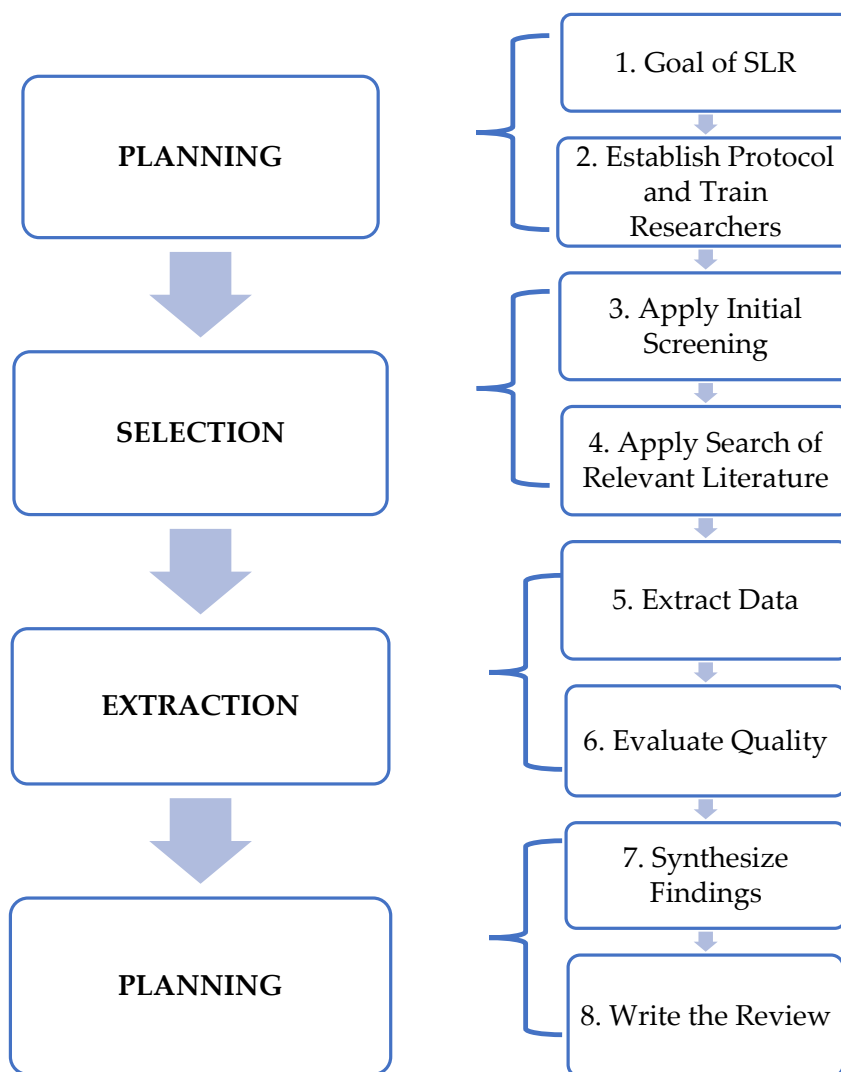 PLANNING
1. Goal of SLR
2. Establish Protocol
and Train
Researchers
SELECTION
3. Apply Initial
Screening
4. Apply Search of
Relevant Literature
EXTRACTION
5. Extract Data
6. Evaluate Quality
PLANNING
7. Synthesize
Findings
8. Write the Review